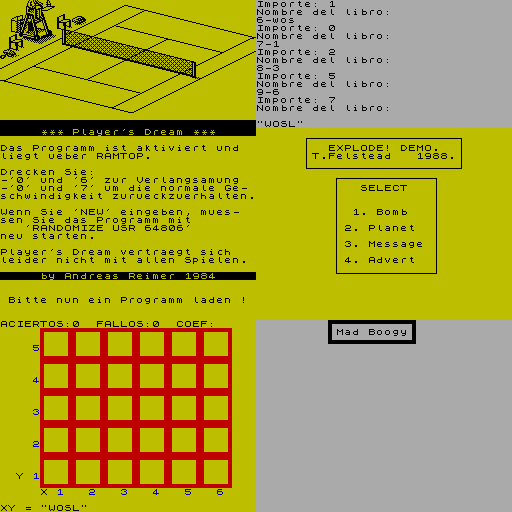 Importe: 1
Nombre del libro:
6-wos
Importe: 0
Nombre del libro:
7-1
Importe: 2
Nombre del libro:
8-3
Importe: 5
Nombre del libro:
9-6
Importe: 7
Nombre del libro:
"WOSL"
*** Player's Dream ***
Das Programm ist aktiviert und
liegt ueber RAMTOP.
Drecken Sie:
-'0' und '6' zur Verlangsamung
-'0' und '7' um die normale Ge-
schwindigkeit zurueckzuerhalten.
Wenn Sie 'NEW' eingeben, mues-
sen Sie das Programm mit
'RANDOMIZE USR 64806'
neu starten.
Player's Dream vertraegt sich
leider nicht mit allen Spielen.
by Andreas Reimer 1984
Bitte nun ein Programm laden !
EXPLODE! DEMO.
T.Felstead 1988.
SELECT
1. Bomb
2. Planet
3. Message
4. Advert
ACIERTOS:0 FALLOS:0 COEF:
5
4
3
2
Y 1
X 1 2 3 4 5 6
XY = "WOSL"
Mad Boogy